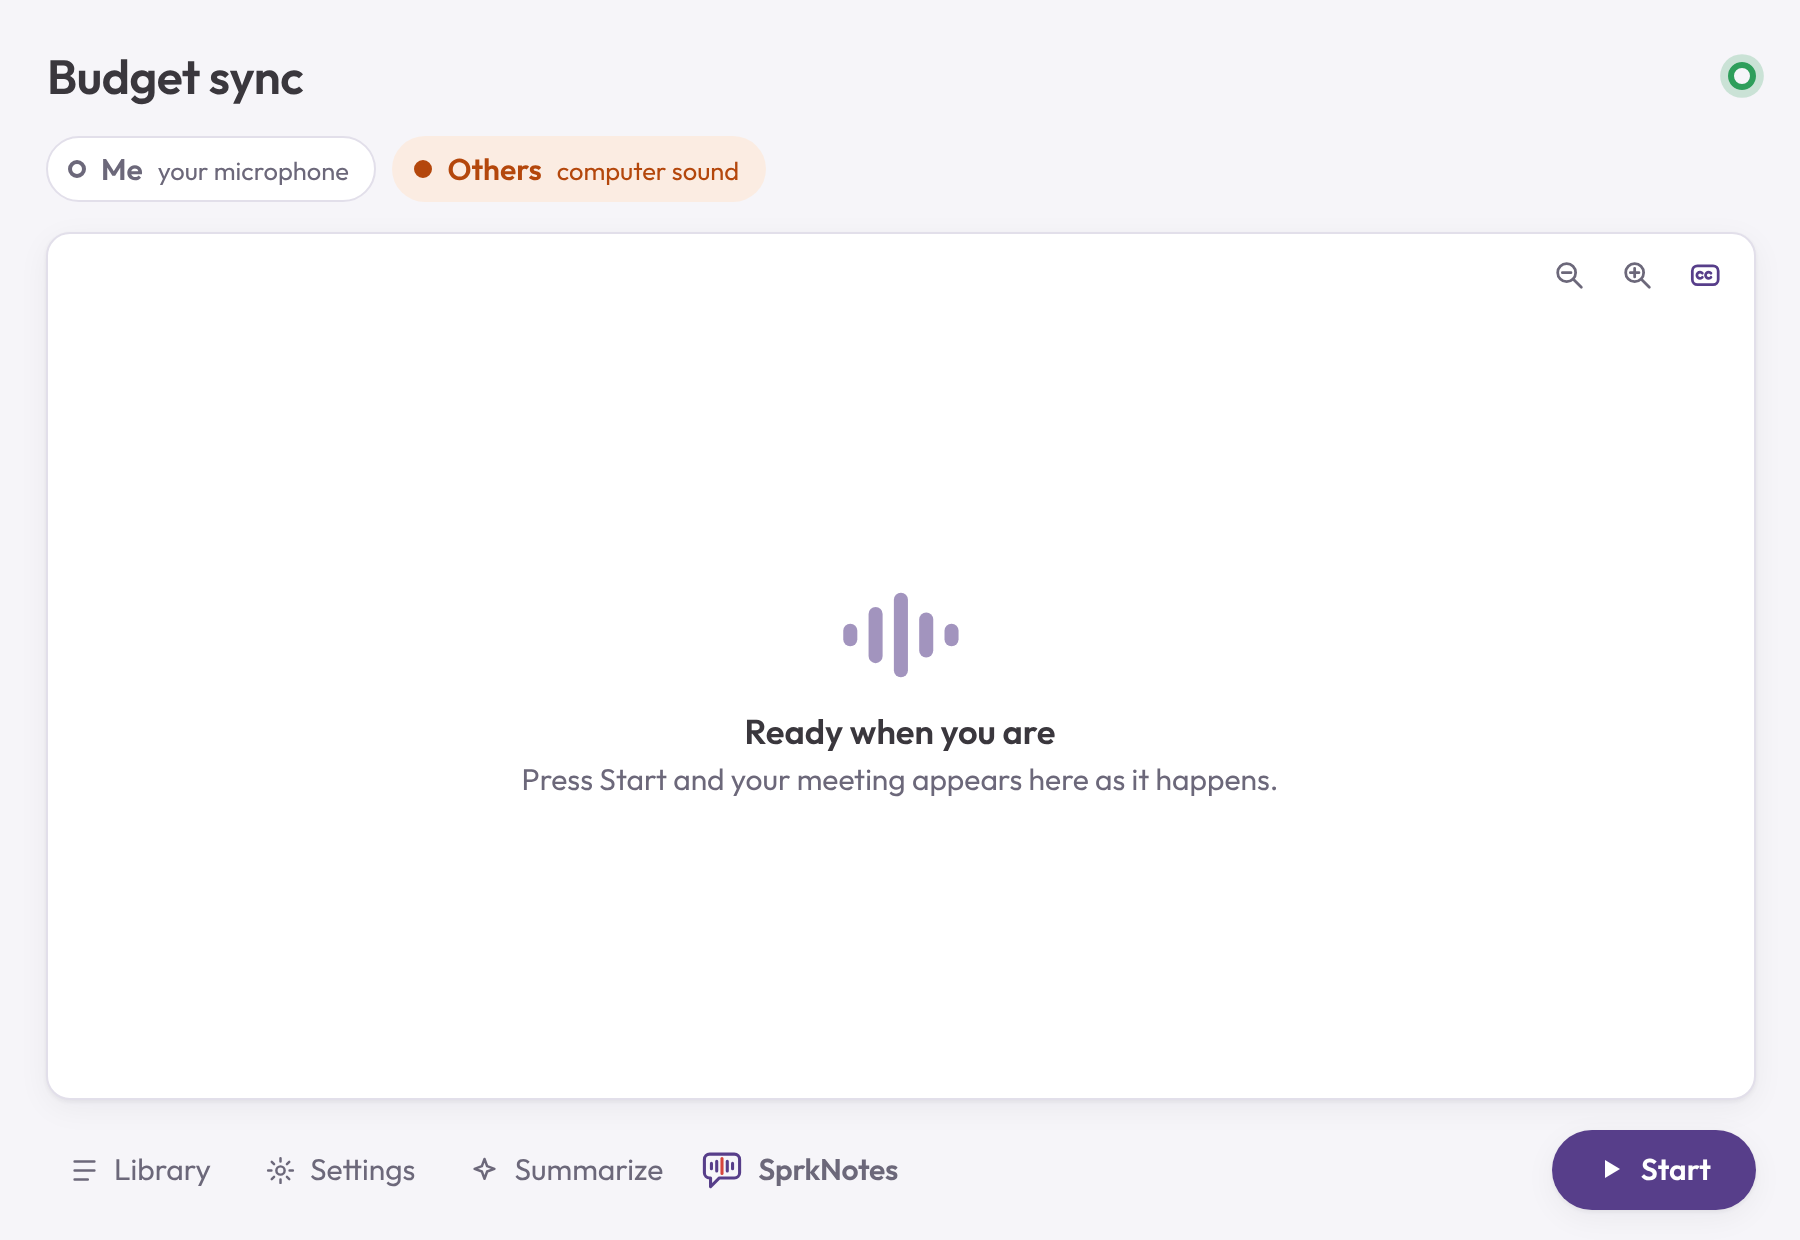 Budget sync
Me your microphone
Others computer sound
CC
Ready when you are
Press Start and your meeting appears here as it happens.
Library
Settings
Summarize
SprkNotes
Start